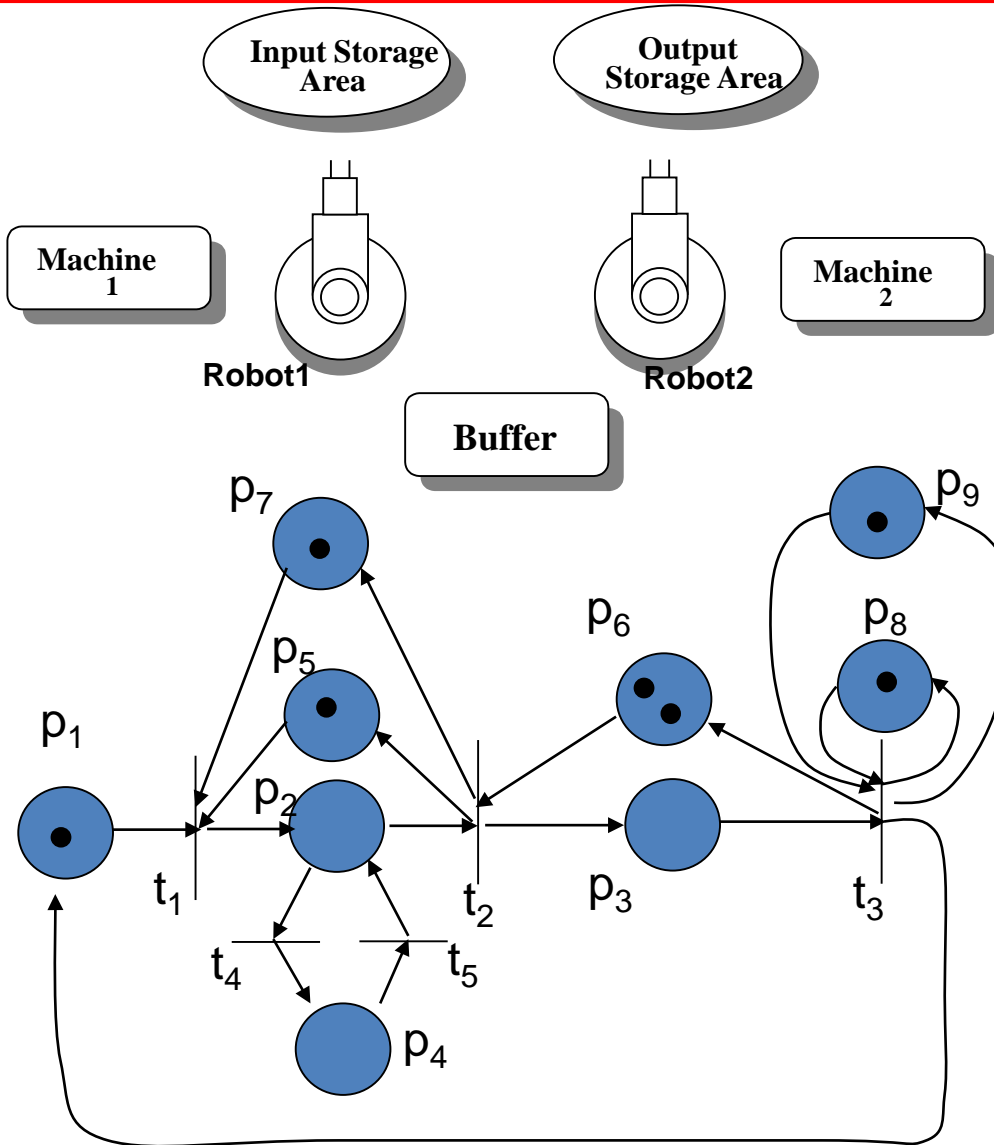 Input Storage
Area
Output
Storage Area
Machine
1
Machine
2
Robot1
Robot2
Buffer
p₇
p₉
p₈
p₆
p₅
p₁
p₂
t₁
t₂
p₃
t₃
t₄
t₅
p₄